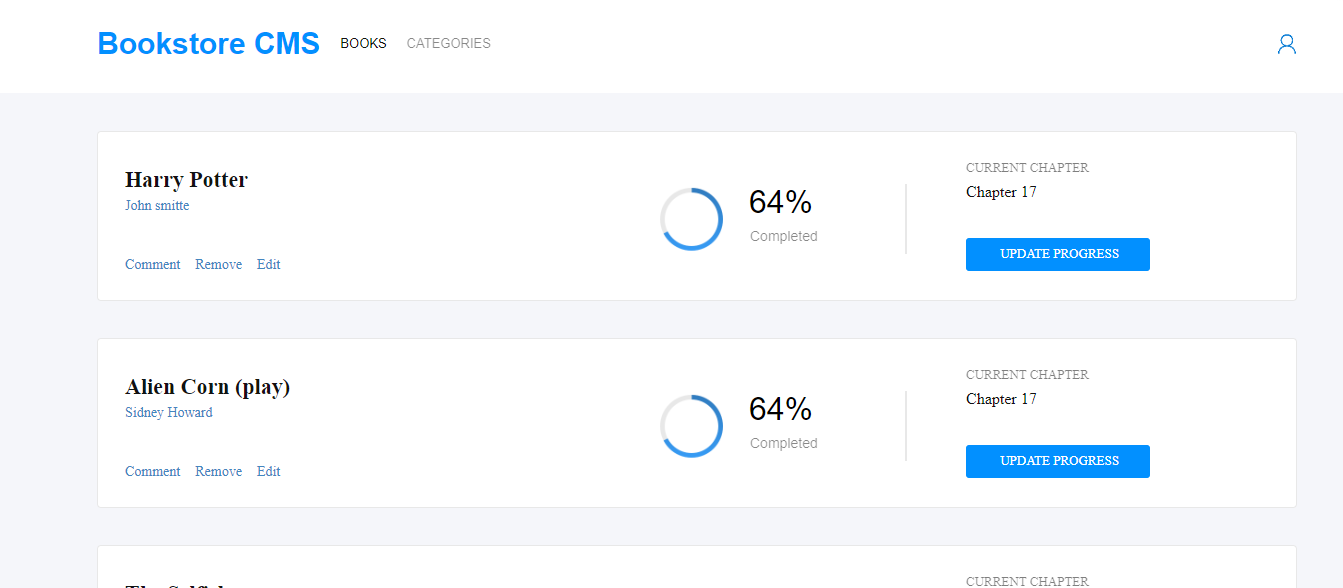 Bookstore CMS BOOKS CATEGORIES
Harry Potter
John smitte
Comment Remove Edit
64%
Completed
CURRENT CHAPTER
Chapter 17
UPDATE PROGRESS
Alien Corn (play)
Sidney Howard
Comment Remove Edit
64%
Completed
CURRENT CHAPTER
Chapter 17
UPDATE PROGRESS
CURRENT CHAPTER